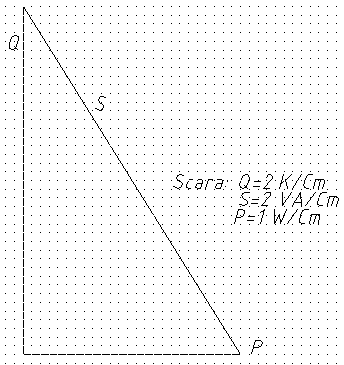 Q
S
Scara: Q=2 K/Cm
S=2 VA/Cm
P=1 W/Cm
P